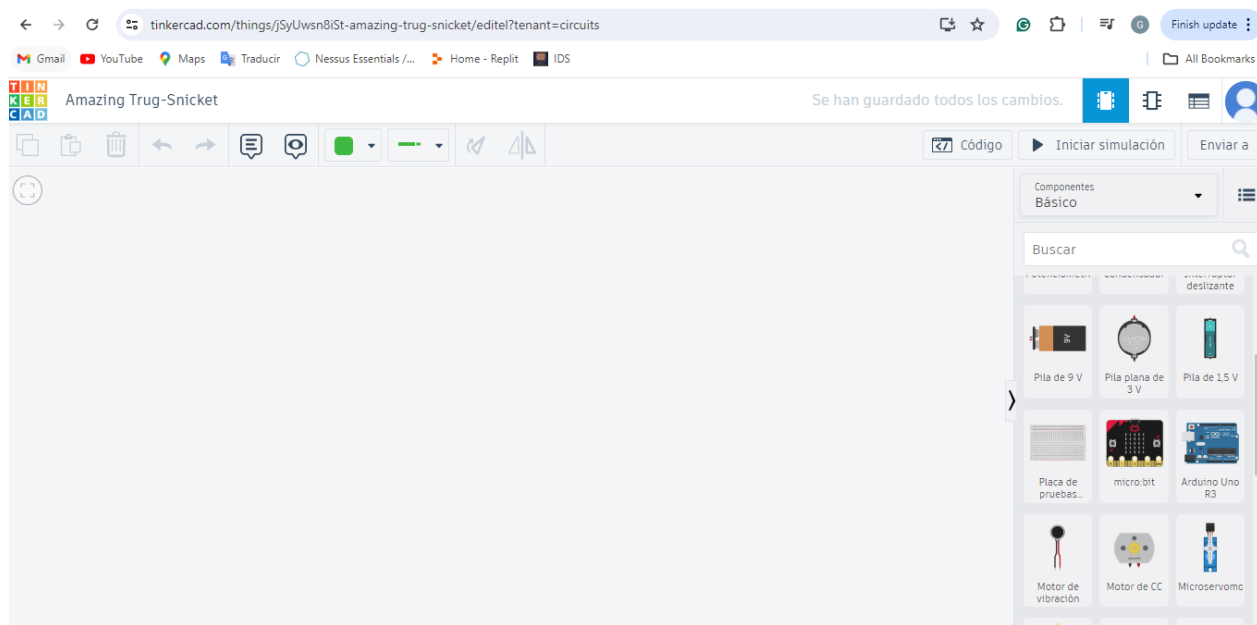 tinkercad.com/things/jSyUwsn8iSt-amazing-trug-snicket/editel?tenant=circuits
G
Finish update
Gmail
YouTube
Maps
Traducir
Nessus Essentials /...
Home - Replit
IDS
All Bookmarks
TIN
KER
CAD
Amazing Trug-Snicket
Se han guardado todos los cambios.
Código
Iniciar simulación
Enviar a
Componentes
Básico
Buscar
deslizante
9V
Pila de 9 V
Pila plana de
3 V
Pila de 1,5 V
Placa de
pruebas...
micro:bit
Arduino Uno
R3
Motor de
vibración
Motor de CC
Microservomo